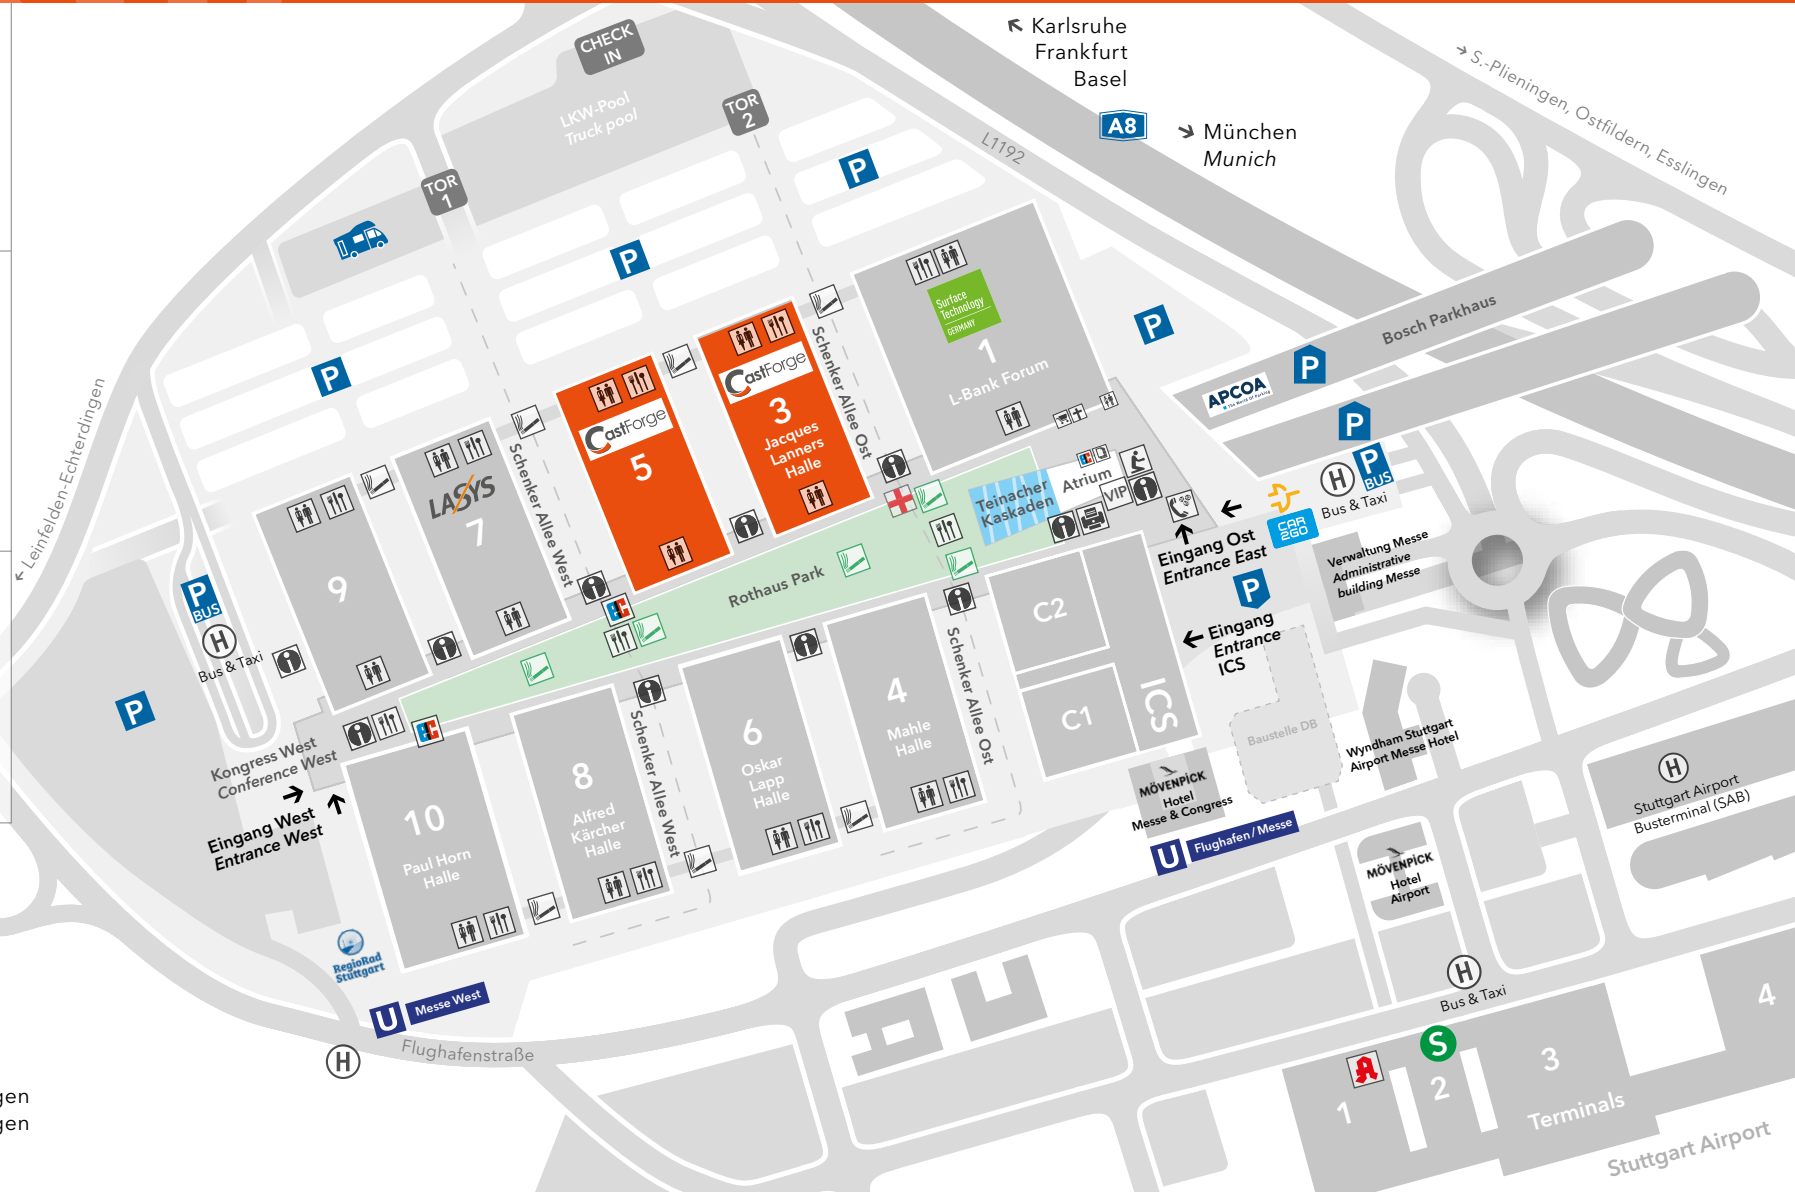 CHECK
IN
LKW-Pool
Truck pool
TOR
2
TOR
1
Karlsruhe
Frankfurt
Basel
A8
München
Munich
S.-Plieningen, Ostfildern, Esslingen
L1192
P
P
P
P
Leinfelden-Echterdingen
Surface
Technology
GERMANY
1
L-Bank Forum
Schenker Allee Ost
CastForge
3
Jacques
Lanners
Halle
CastForge
5
Schenker Allee West
LASYS
7
9
Bosch Parkhaus
APCOA
P
P
P
BUS
H
Bus & Taxi
CAR
2GO
Atrium
VIP
EC
Teinacher
Kaskaden
Eingang Ost
Entrance East
Verwaltung Messe
Administrative
building Messe
P
Eingang
Entrance
ICS
Rothaus Park
EC
P
BUS
H
Bus & Taxi
P
C2
C1
ICS
Schenker Allee Ost
4
Mahle
Halle
6
Oskar
Lapp
Halle
Schenker Allee West
8
Alfred
Kärcher
Halle
EC
10
Paul Horn
Halle
Kongress West
Conference West
Eingang West
Entrance West
Baustelle DB
Wyndham Stuttgart
Airport Messe Hotel
MÖVENPICK
Hotel
Messe & Congress
U
Flughafen / Messe
H
Stuttgart Airport
Busterminal (SAB)
MÖVENPICK
Hotel
Airport
RegioRad
Stuttgart
U
Messe West
H
Flughafenstraße
H
Bus & Taxi
S
1
2
3
4
Terminals
Stuttgart Airport
gen
gen